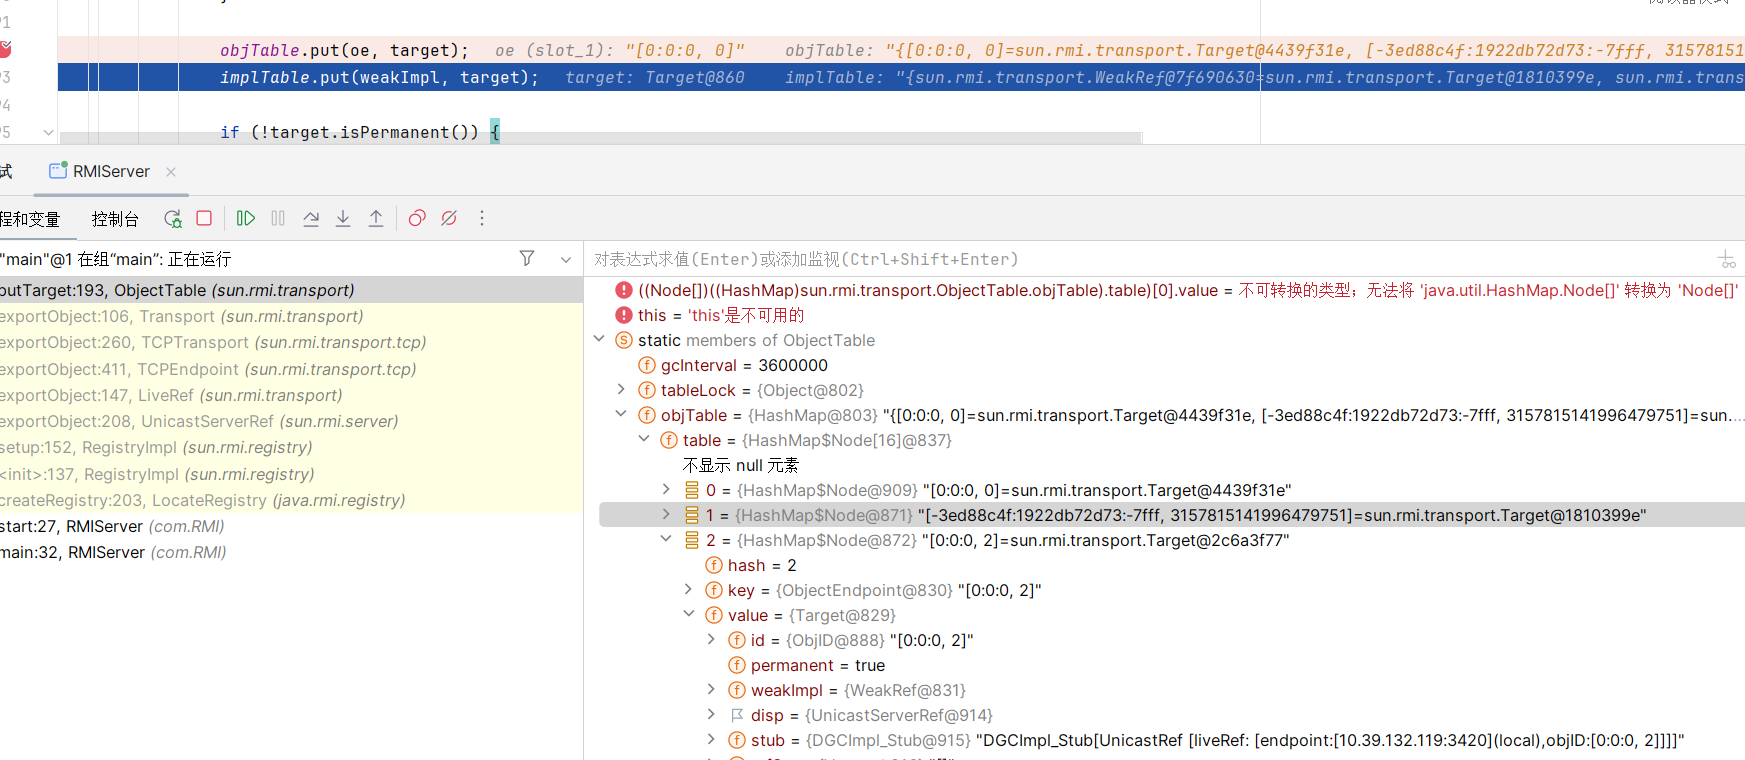 91
objTable.put(oe, target);   oe (slot_1): "[0:0:0, 0]"    objTable: "{[0:0:0, 0]=sun.rmi.transport.Target@4439f31e, [-3ed88c4f:1922db72d73:-7fff, 31578151
93   implTable.put(weakImpl, target);   target: Target@860    implTable: "{sun.rmi.transport.WeakRef@7f690630=sun.rmi.transport.Target@1810399e, sun.rmi.trans
94
95   if (!target.isPermanent()) {
试   RMIServer ×
程和变量   控制台
"main"@1 在组“main”: 正在运行
putTarget:193, ObjectTable (sun.rmi.transport)
exportObject:106, Transport (sun.rmi.transport)
exportObject:260, TCPTransport (sun.rmi.transport.tcp)
exportObject:411, TCPEndpoint (sun.rmi.transport.tcp)
exportObject:147, LiveRef (sun.rmi.transport)
exportObject:208, UnicastServerRef (sun.rmi.server)
setup:152, RegistryImpl (sun.rmi.registry)
<init>:137, RegistryImpl (sun.rmi.registry)
createRegistry:203, LocateRegistry (java.rmi.registry)
start:27, RMIServer (com.RMI)
main:32, RMIServer (com.RMI)
对表达式求值(Enter)或添加监视(Ctrl+Shift+Enter)
((Node[])((HashMap)sun.rmi.transport.ObjectTable.objTable).table)[0].value = 不可转换的类型；无法将 'java.util.HashMap.Node[]' 转换为 'Node[]'
this = 'this'是不可用的
static members of ObjectTable
gcInterval = 3600000
tableLock = {Object@802}
objTable = {HashMap@803} "{[0:0:0, 0]=sun.rmi.transport.Target@4439f31e, [-3ed88c4f:1922db72d73:-7fff, 3157815141996479751]=sun....
table = {HashMap$Node[16]@837}
不显示 null 元素
0 = {HashMap$Node@909} "[0:0:0, 0]=sun.rmi.transport.Target@4439f31e"
1 = {HashMap$Node@871} "[-3ed88c4f:1922db72d73:-7fff, 3157815141996479751]=sun.rmi.transport.Target@1810399e"
2 = {HashMap$Node@872} "[0:0:0, 2]=sun.rmi.transport.Target@2c6a3f77"
hash = 2
key = {ObjectEndpoint@830} "[0:0:0, 2]"
value = {Target@829}
id = {ObjID@888} "[0:0:0, 2]"
permanent = true
weakImpl = {WeakRef@831}
disp = {UnicastServerRef@914}
stub = {DGCImpl_Stub@915} "DGCImpl_Stub[UnicastRef [liveRef: [endpoint:[10.39.132.119:3420](local),objID:[0:0:0, 2]]]]"